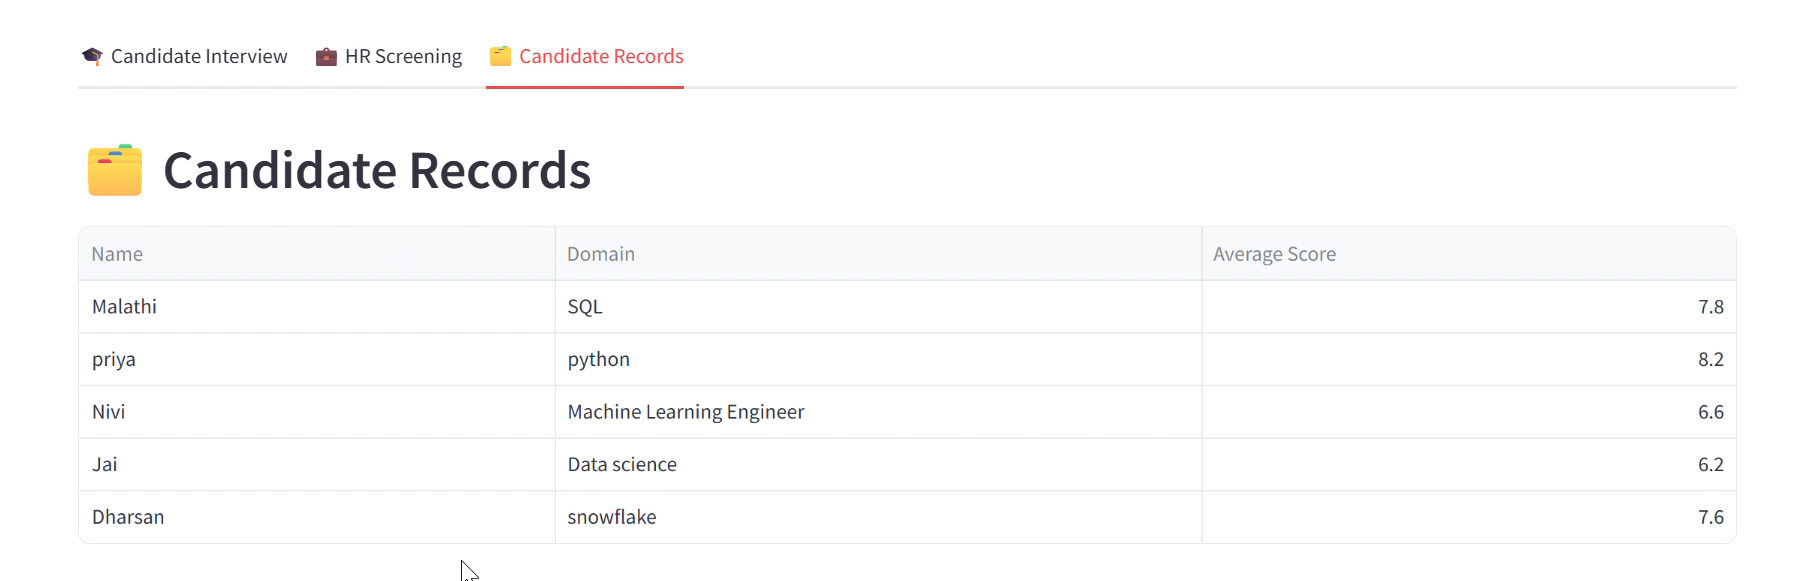 Candidate Interview HR Screening Candidate Records
Candidate Records
Name Domain Average Score
Malathi SQL 7.8
priya python 8.2
Nivi Machine Learning Engineer 6.6
Jai Data science 6.2
Dharsan snowflake 7.6